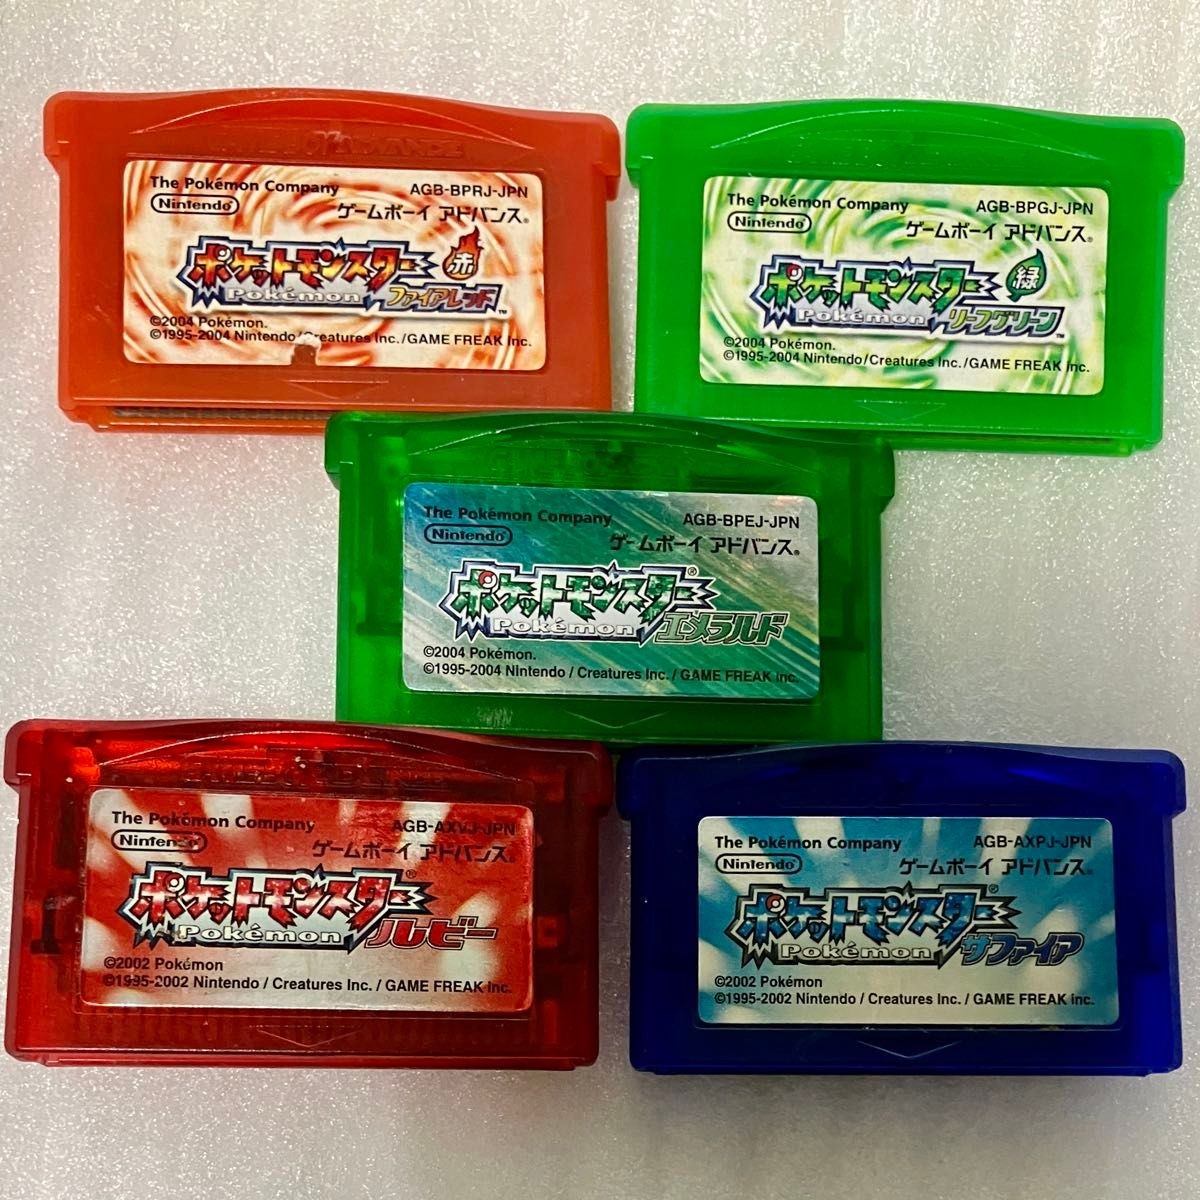 The Pokémon Company
AGB-BPRJ-JPN
Nintendo
ゲームボーイ アドバンス®
ポケットモンスター 赤
Pokémon
ファイアレッド™
©2004 Pokémon.
©1995-2004 Nintendo/Creatures Inc./GAME FREAK Inc.
The Pokémon Company
AGB-BPGJ-JPN
Nintendo
ゲームボーイ アドバンス®
ポケットモンスター 緑
Pokémon
リーフグリーン™
©2004 Pokémon.
©1995-2004 Nintendo/Creatures Inc./GAME FREAK Inc.
The Pokémon Company
AGB-BPEJ-JPN
Nintendo
ゲームボーイ アドバンス®
ポケットモンスター®
Pokémon
エメラルド
©2004 Pokémon.
©1995-2004 Nintendo / Creatures Inc. / GAME FREAK Inc.
The Pokémon Company
AGB-AXVJ-JPN
Nintendo
ゲームボーイ アドバンス®
ポケットモンスター®
Pokémon
ルビー
©2002 Pokémon
©1995-2002 Nintendo / Creatures Inc. / GAME FREAK Inc.
The Pokémon Company
AGB-AXPJ-JPN
Nintendo
ゲームボーイ アドバンス®
ポケットモンスター®
Pokémon
サファイア
©2002 Pokémon
©1995-2002 Nintendo / Creatures Inc. / GAME FREAK Inc.